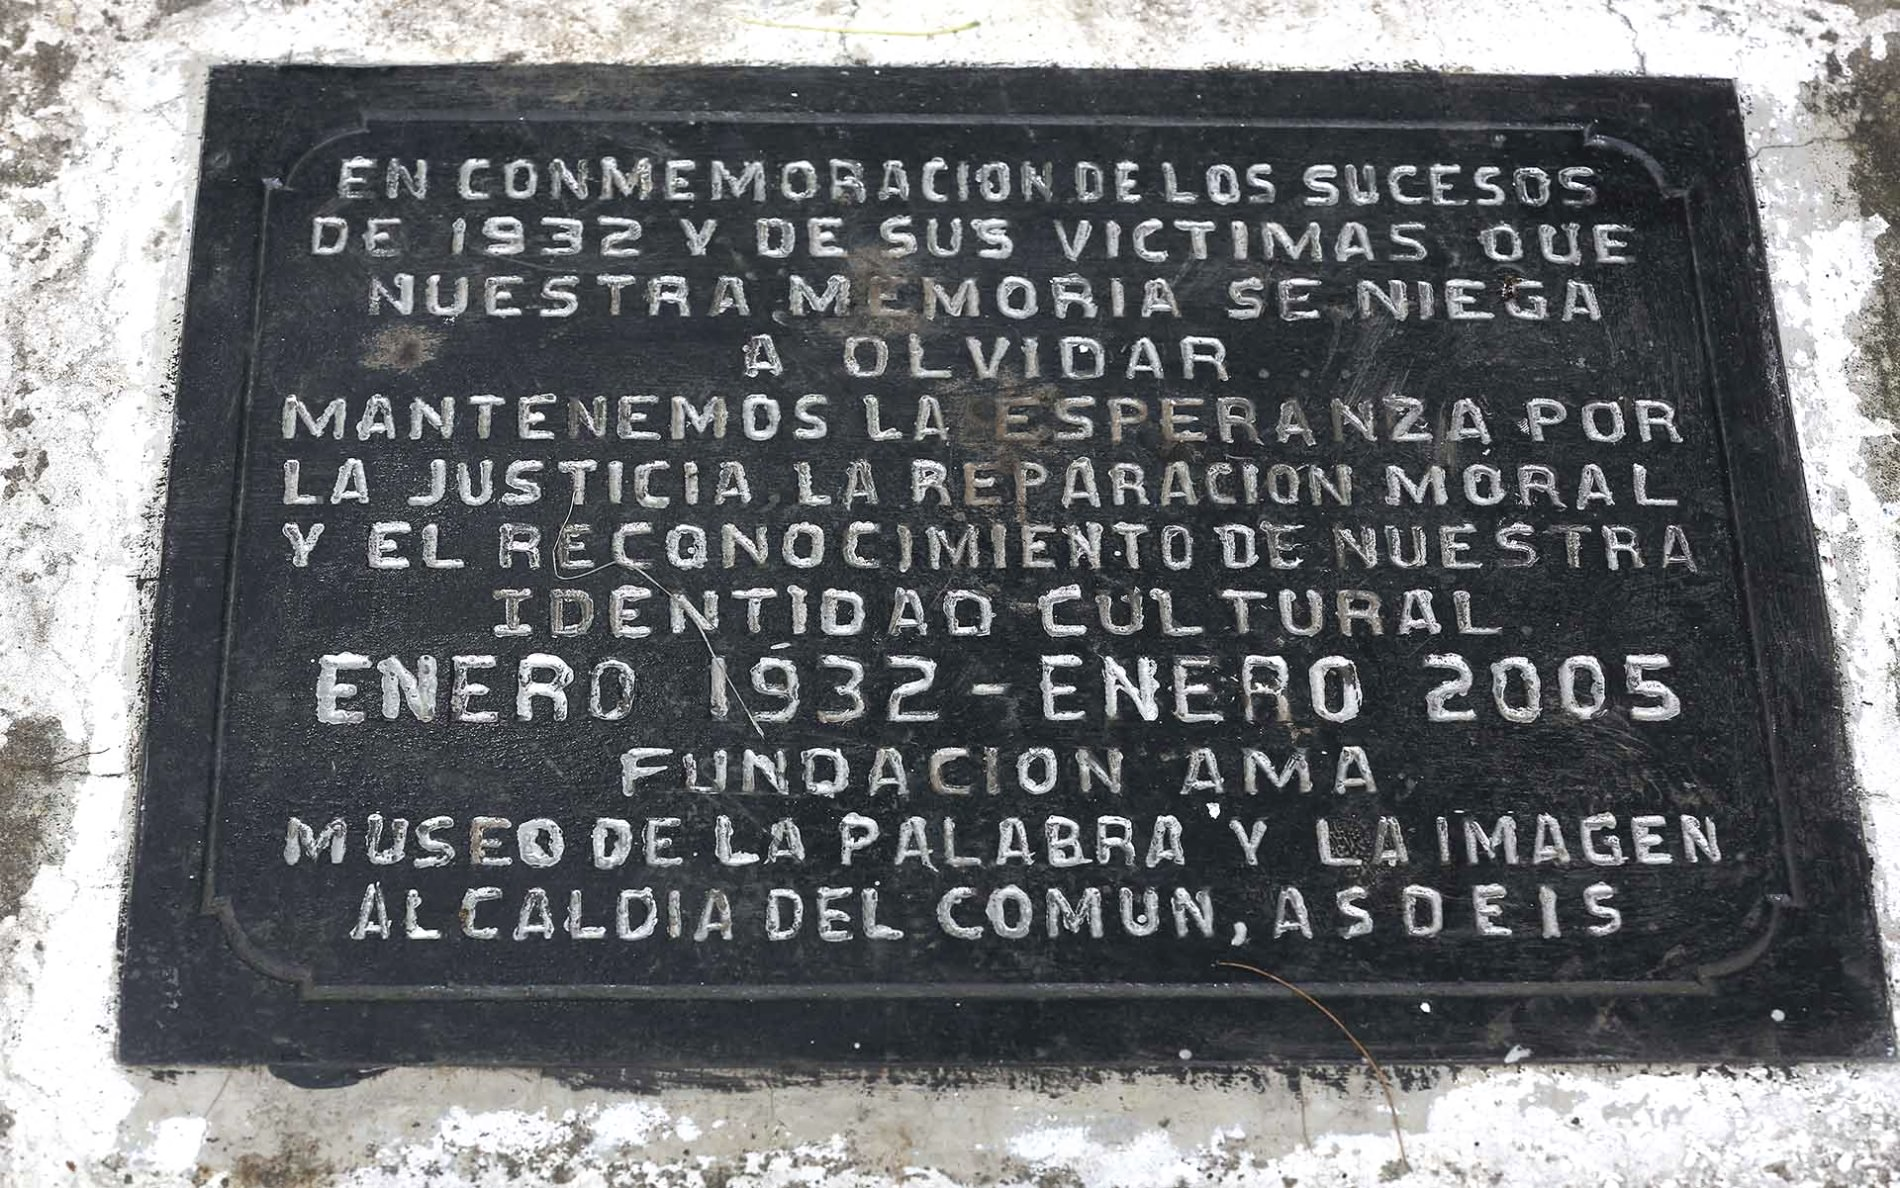 EN CONMEMORACION DE LOS SUCESOS
DE 1932 Y DE SUS VICTIMAS QUE
NUESTRA MEMORIA SE NIEGA
A OLVIDAR...
MANTENEMOS LA ESPERANZA POR
LA JUSTICIA, LA REPARACION MORAL
Y EL RECONOCIMIENTO DE NUESTRA
IDENTIDAD CULTURAL.
ENERO 1932 - ENERO 2005
FUNDACION AMA
MUSEO DE LA PALABRA Y LA IMAGEN
ALCALDIA DEL COMUN, ASDEIS